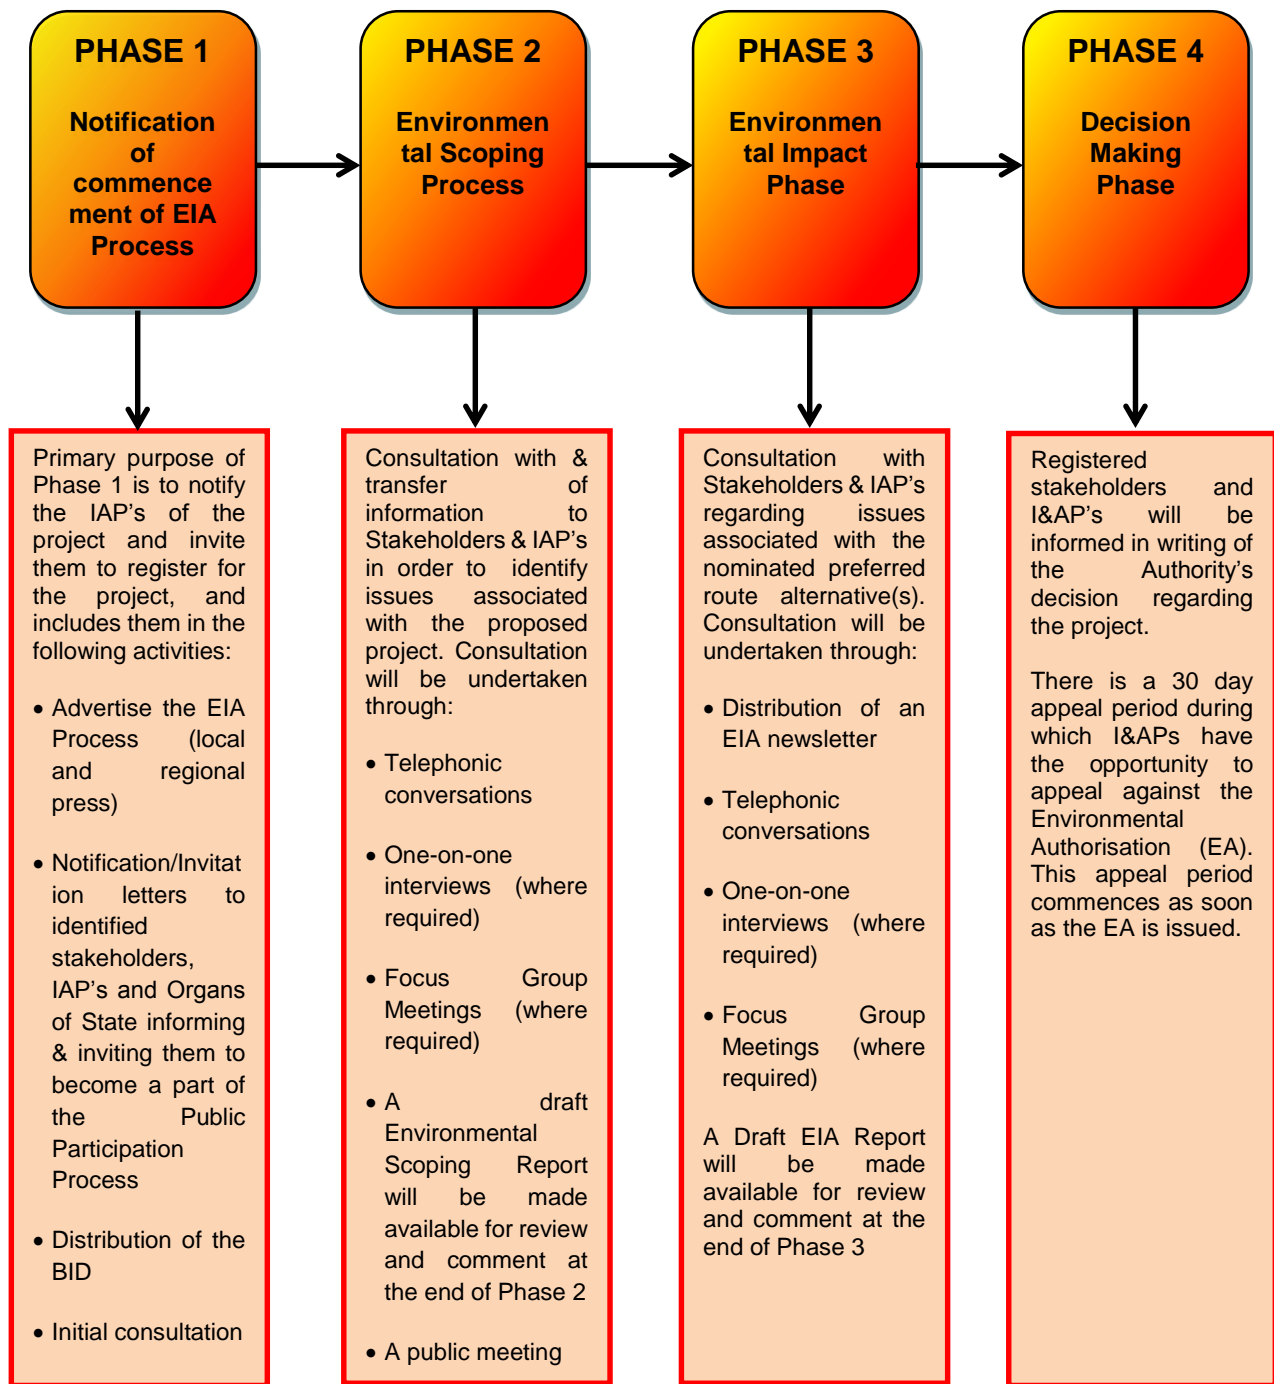 PHASE 1
Notification
of
commence
ment of EIA
Process
PHASE 2
Environmen
tal Scoping
Process
PHASE 3
Environmen
tal Impact
Phase
PHASE 4
Decision
Making
Phase
Primary purpose of
Phase 1 is to notify
the IAP's of the
project and invite
them to register for
the project, and
includes them in the
following activities:
• Advertise the EIA
Process (local
and regional
press)
• Notification/Invitat
ion letters to
identified
stakeholders,
IAP's and Organs
of State informing
& inviting them to
become a part of
the Public
Participation
Process
• Distribution of the
BID
• Initial consultation
Consultation with &
transfer of
information to
Stakeholders & IAP's
in order to identify
issues associated
with the proposed
project. Consultation
will be undertaken
through:
• Telephonic
conversations
• One-on-one
interviews (where
required)
• Focus Group
Meetings (where
required)
• A draft
Environmental
Scoping Report
will be made
available for review
and comment at
the end of Phase 2
• A public meeting
Consultation with
Stakeholders & IAP's
regarding issues
associated with the
nominated preferred
route alternative(s).
Consultation will be
undertaken through:
• Distribution of an
EIA newsletter
• Telephonic
conversations
• One-on-one
interviews (where
required)
• Focus Group
Meetings (where
required)
A Draft EIA Report
will be made
available for review
and comment at the
end of Phase 3
Registered
stakeholders and
I&AP's will be
informed in writing of
the Authority's
decision regarding
the project.
There is a 30 day
appeal period during
which I&APs have
the opportunity to
appeal against the
Environmental
Authorisation (EA).
This appeal period
commences as soon
as the EA is issued.